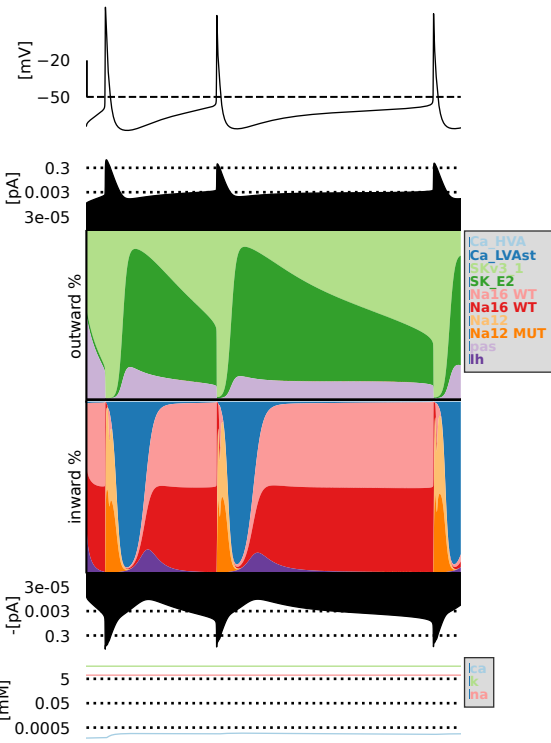 [mV]
−20
−50
[pA]
0.3
0.003
3e-05
outward %
Ca_HVA
Ca_LVAst
SKv3_1
SK_E2
Na16 WT
Na16 WT
Na12
Na12 MUT
pas
Ih
inward %
-[pA]
3e-05
0.003
0.3
[mM]
5
0.05
0.0005
ca
k
na